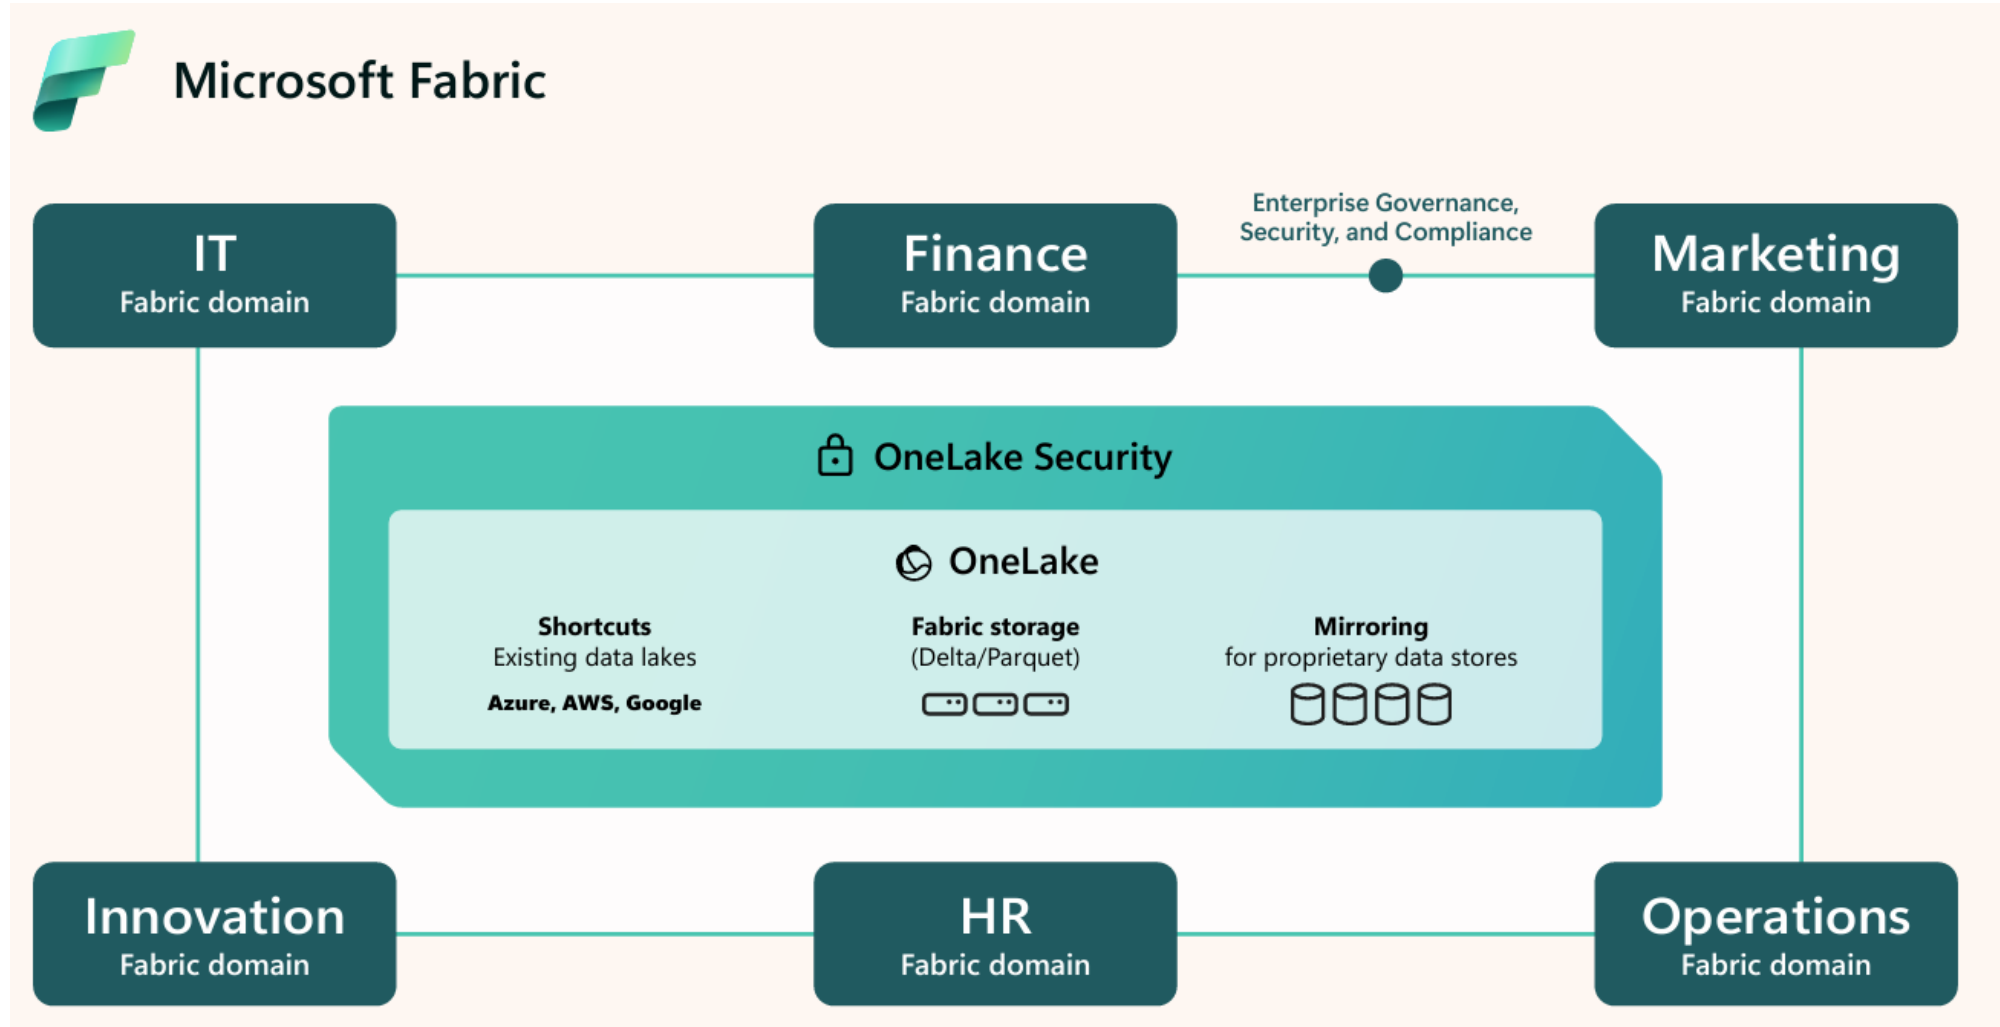 Microsoft Fabric
IT
Fabric domain
Finance
Fabric domain
Enterprise Governance,
Security, and Compliance
Marketing
Fabric domain
OneLake Security
OneLake
Shortcuts
Existing data lakes
Azure, AWS, Google
Fabric storage
(Delta/Parquet)
Mirroring
for proprietary data stores
Innovation
Fabric domain
HR
Fabric domain
Operations
Fabric domain